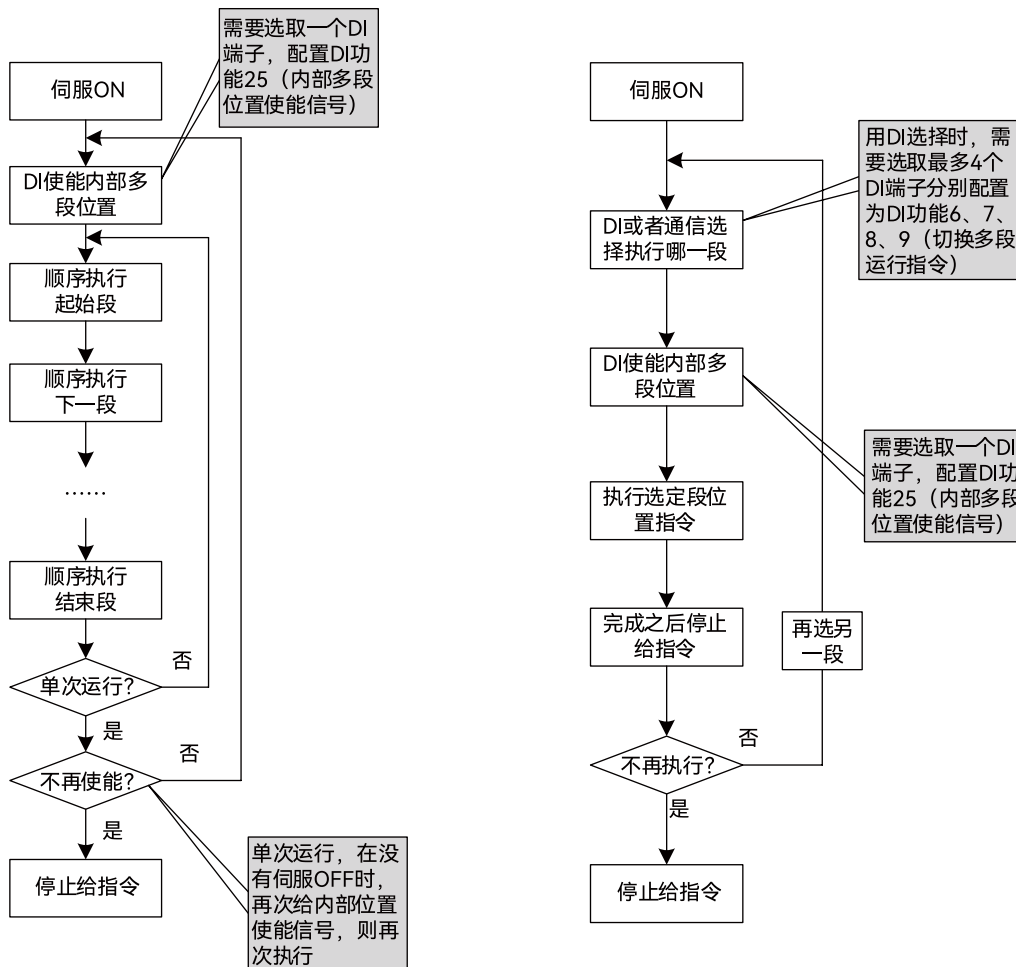 需要选取一个DI
端子，配置DI功
能25（内部多段
位置使能信号）
伺服ON
DI使能内部多
段位置
顺序执行
起始段
顺序执行
下一段
……
顺序执行
结束段
单次运行？
否
是
不再使能？
否
是
停止给指令
单次运行，在没
有伺服OFF时，
再次给内部位置
使能信号，则再
次执行
伺服ON
用DI选择时，需
要选取最多4个
DI端子分别配置
为DI功能6、7、
8、9（切换多段
运行指令）
DI或者通信选
择执行哪一段
DI使能内部多
段位置
需要选取一个DI
端子，配置DI功
能25（内部多段
位置使能信号）
执行选定段位
置指令
完成之后停止
给指令
再选另
一段
不再执行？
否
是
停止给指令